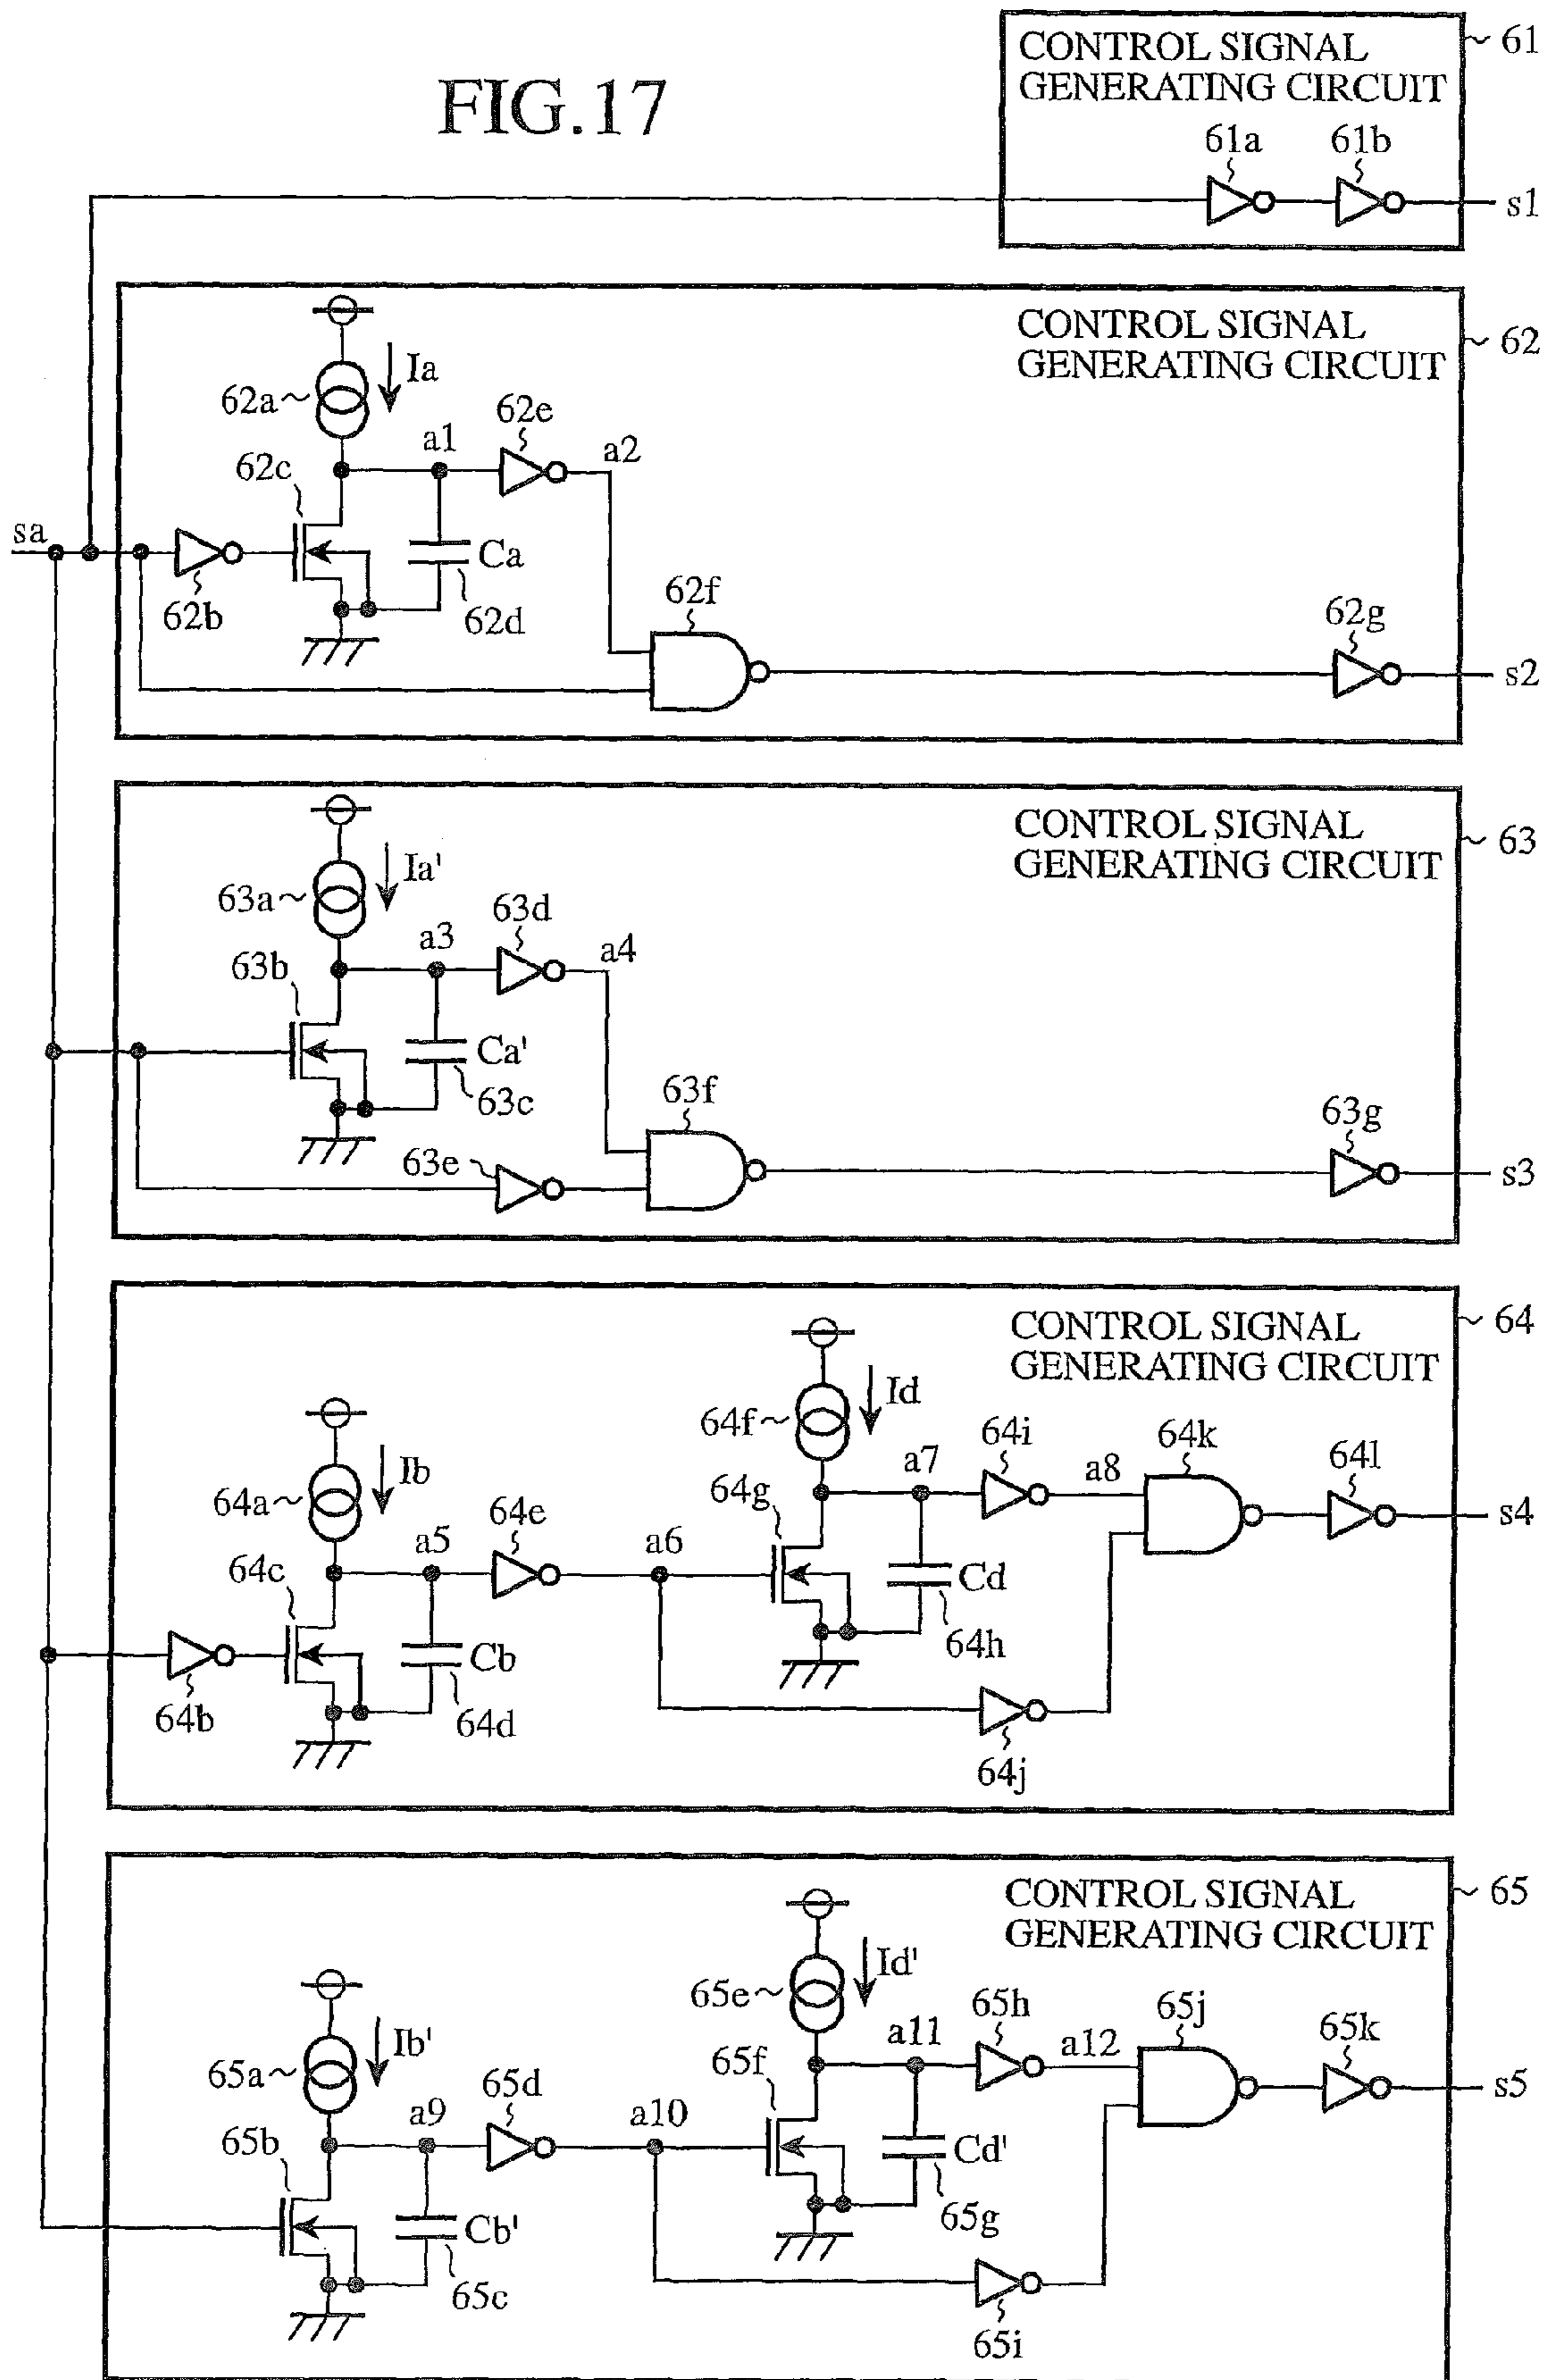 FIG.17
CONTROL SIGNAL
GENERATING CIRCUIT
61
61a
61b
s1
CONTROL SIGNAL
GENERATING CIRCUIT
62
Ia
62a
a1
62e
a2
62c
sa
62b
Ca
62d
62f
62g
s2
CONTROL SIGNAL
GENERATING CIRCUIT
63
Ia'
63a
a3
63d
a4
63b
Ca'
63c
63e
63f
63g
s3
CONTROL SIGNAL
GENERATING CIRCUIT
64
Id
64f
a7
64i
a8
64k
64l
s4
Ib
64a
a5
64e
a6
64g
64c
Cd
64h
Cb
64b
64d
64j
CONTROL SIGNAL
GENERATING CIRCUIT
65
Id'
65e
a11
65h
a12
65j
65k
s5
Ib'
65a
a9
65d
a10
65f
65b
Cd'
65g
Cb'
65c
65i